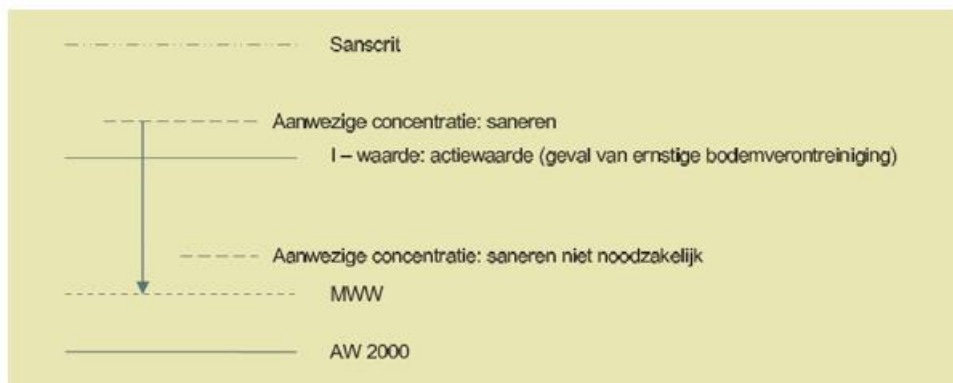 Sanscrit
Aanwezige concentratie: saneren
I – waarde: actiewaarde (geval van ernstige bodemverontreiniging)
Aanwezige concentratie: saneren niet noodzakelijk
MWW
AW 2000